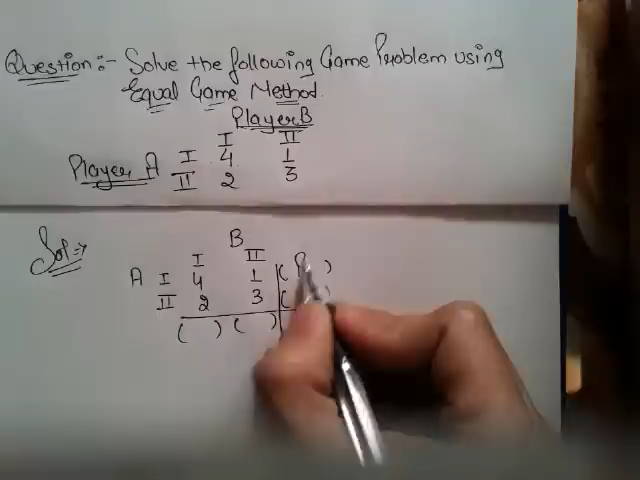 Question:- Solve the following Game Problem using
Equal Game Method.
Player B
I II
Player A I 4 1
II 2 3
Sol:→
B
I II
A I 4 1 ( P )
II 2 3 (
( ) ( )